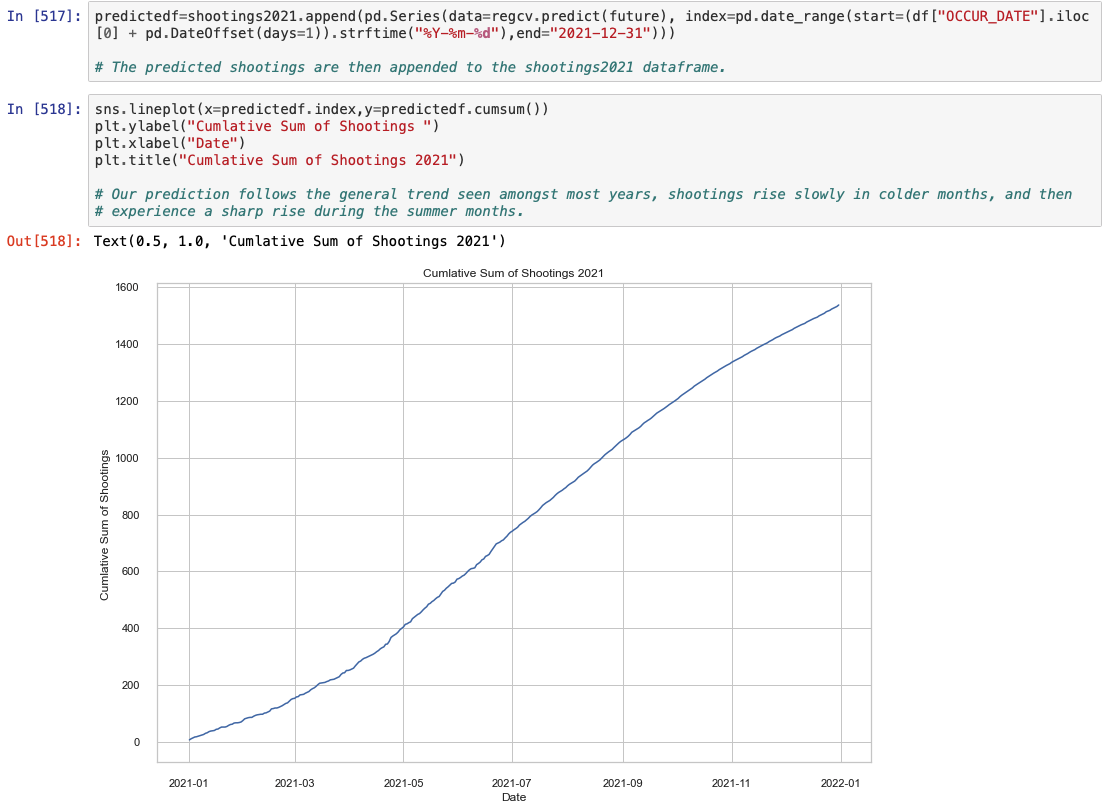 In [517]: predictedf=shootings2021.append(pd.Series(data=regcv.predict(future), index=pd.date_range(start=(df["OCCUR_DATE"].iloc
[0] + pd.DateOffset(days=1)).strftime("%Y-%m-%d"),end="2021-12-31")))
# The predicted shootings are then appended to the shootings2021 dataframe.
In [518]: sns.lineplot(x=predictedf.index,y=predictedf.cumsum())
plt.ylabel("Cumlative Sum of Shootings ")
plt.xlabel("Date")
plt.title("Cumlative Sum of Shootings 2021")
# Our prediction follows the general trend seen amongst most years, shootings rise slowly in colder months, and then
# experience a sharp rise during the summer months.
Out[518]: Text(0.5, 1.0, 'Cumlative Sum of Shootings 2021')
Cumlative Sum of Shootings 2021
1600
1400
1200
1000
800
600
400
200
0
Cumlative Sum of Shootings
2021-01 2021-03 2021-05 2021-07 2021-09 2021-11 2022-01
Date